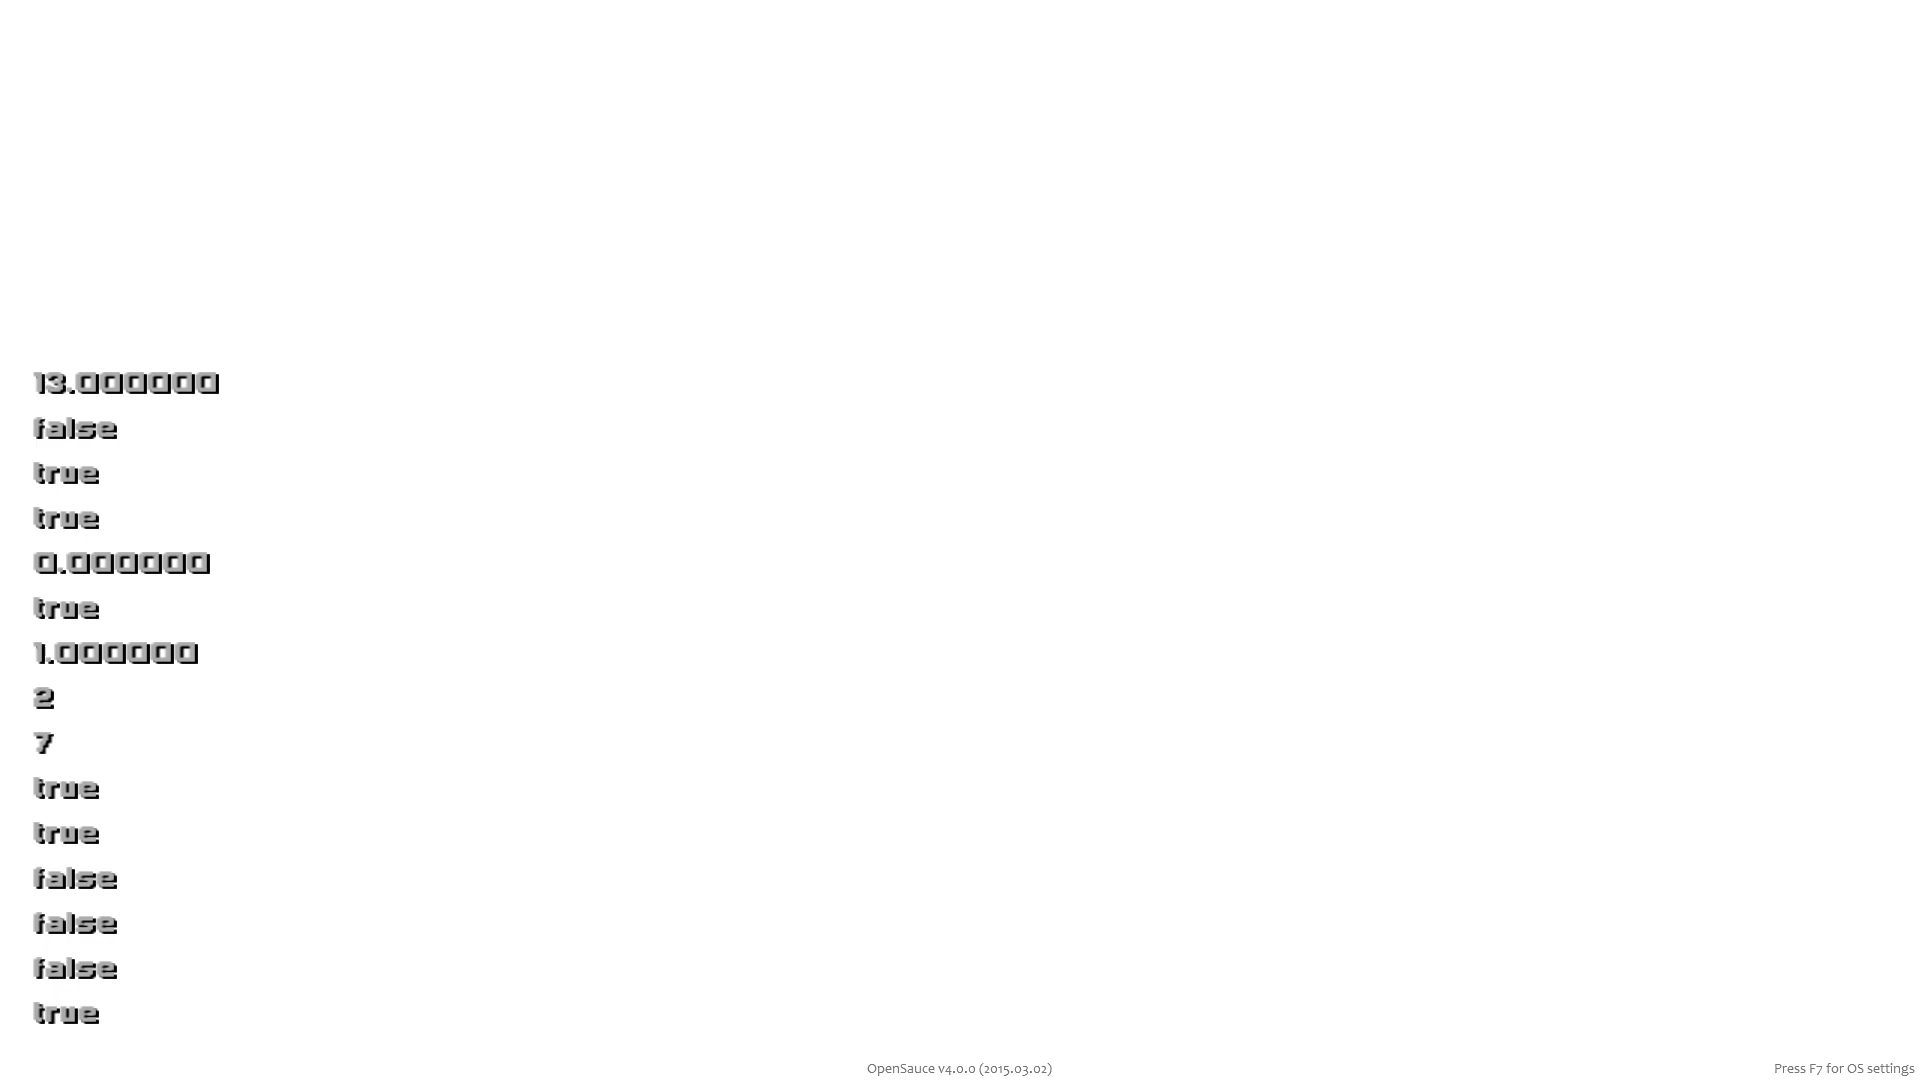 13.000000
false
true
true
0.000000
true
1.000000
2
7
true
true
false
false
false
true
OpenSauce v4.0.0 (2015.03.02)
Press F7 for OS settings